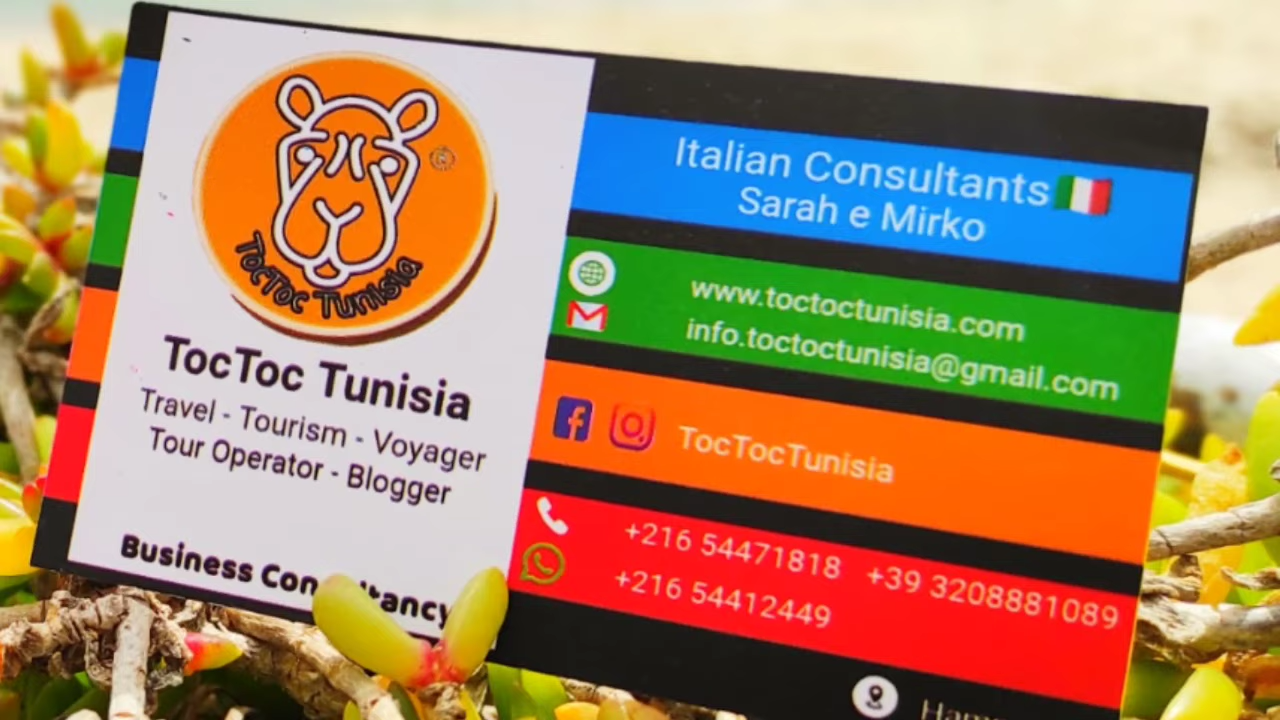 TocToc Tunisia
TocToc Tunisia
Travel - Tourism - Voyager
Tour Operator - Blogger
Business
Italian Consultants
Sarah e Mirko
www.toctoctunisia.com
info.toctoctunisia@gmail.com
TocTocTunisia
+216 54471818 +39 3208881089
+216 54412449